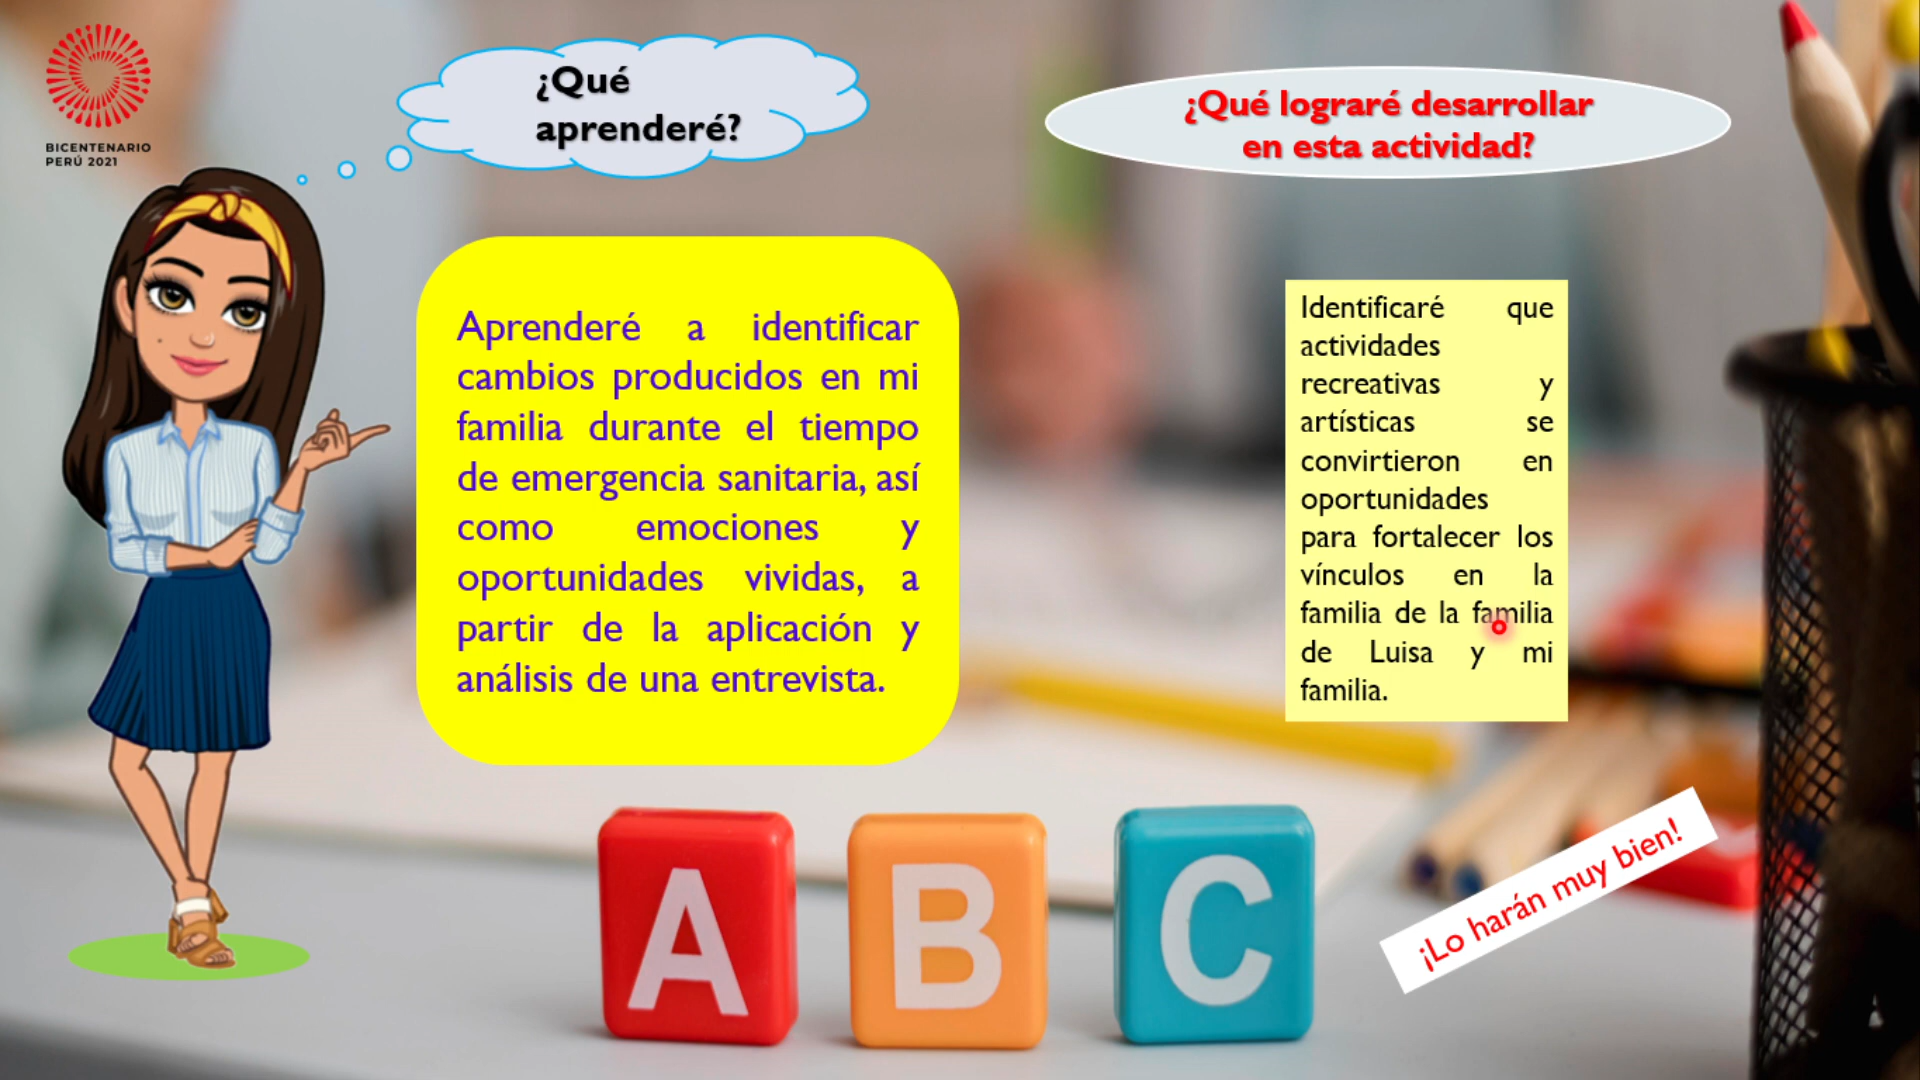 BICENTENARIO
PERÚ 2021
¿Qué
aprenderé?
¿Qué lograré desarrollar
en esta actividad?
Aprenderé a identificar
cambios producidos en mi
familia durante el tiempo
de emergencia sanitaria, así
como emociones y
oportunidades vividas, a
partir de la aplicación y
análisis de una entrevista.
Identificaré que
actividades
recreativas y
artísticas se
convirtieron en
oportunidades
para fortalecer los
vínculos en la
familia de la familia
de Luisa y mi
familia.
A B C
¡Lo harán muy bien!